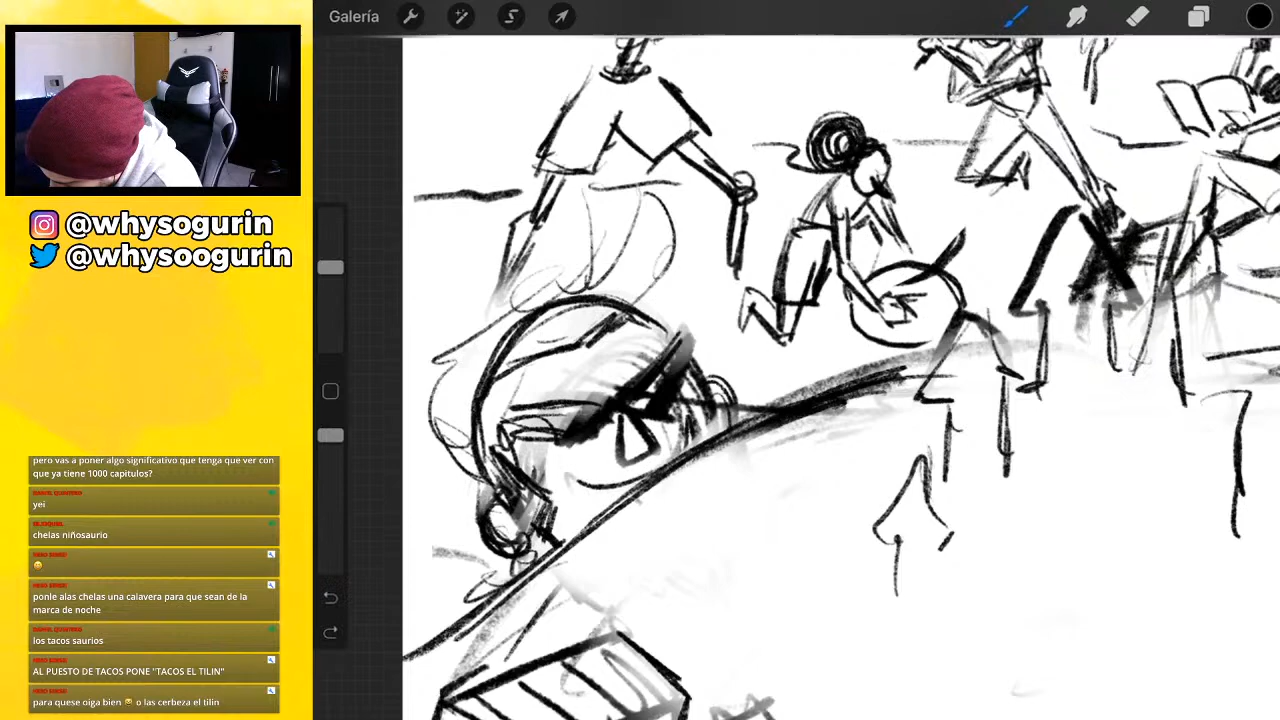 Galería
@whysogurin
@whysoogurin
pero vas a poner algo significativo que tenga que ver con
que ya tiene 1000 capitulos?
yei
chelas niñosaurio
ponle alas chelas una calavera para que sean de la
marca de noche
los tacos saurios
AL PUESTO DE TACOS PONE "TACOS EL TILIN"
para quese oiga bien 😁 o las cerbeza el tilin